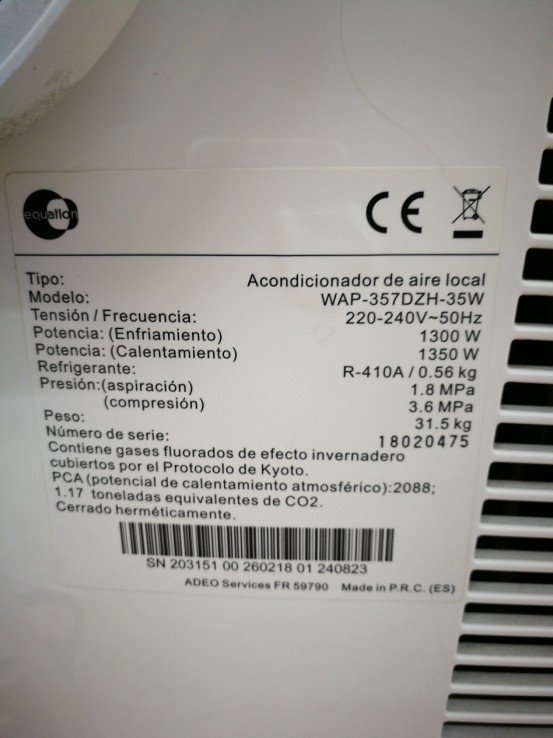 equation
CE
Tipo: Acondicionador de aire local
Modelo: WAP-357DZH-35W
Tensión / Frecuencia: 220-240V~50Hz
Potencia: (Enfriamiento) 1300 W
Potencia: (Calentamiento) 1350 W
Refrigerante: R-410A / 0.56 kg
Presión:(aspiración) 1.8 MPa
(compresión) 3.6 MPa
Peso: 31.5 kg
Número de serie: 18020475
Contiene gases fluorados de efecto invernadero
cubiertos por el Protocolo de Kyoto.
PCA (potencial de calentamiento atmosférico):2088;
1.17 toneladas equivalentes de CO2.
Cerrado herméticamente.
SN 203151 00 260218 01 240823
ADEO Services FR 59790 Made in P.R.C. (ES)